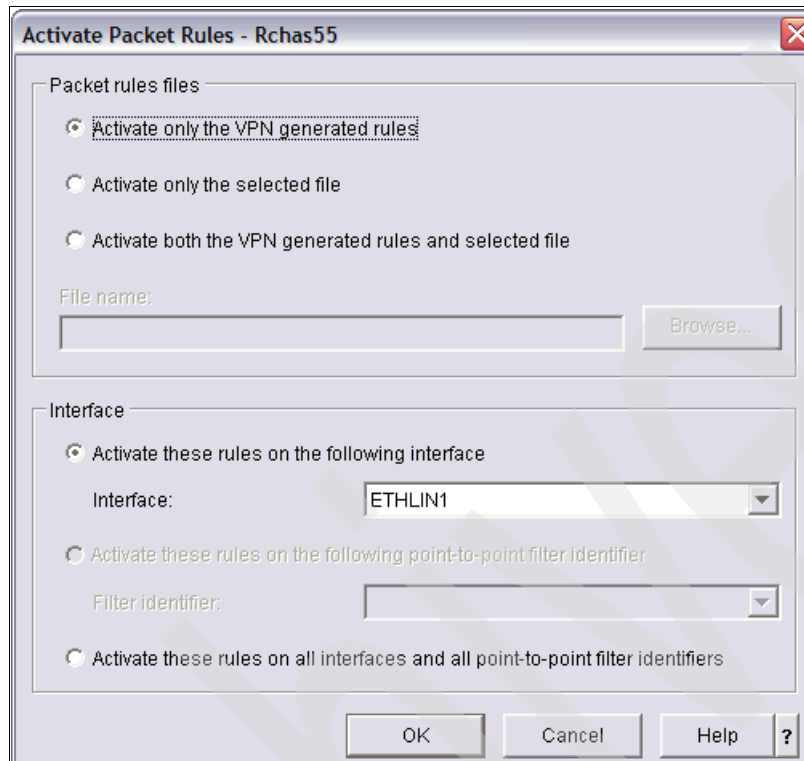 Activate Packet Rules - Rchas55
Packet rules files
Activate only the VPN generated rules
Activate only the selected file
Activate both the VPN generated rules and selected file
File name:
Browse...
Interface
Activate these rules on the following interface
Interface: ETHLIN1
Activate these rules on the following point-to-point filter identifier
Filter identifier:
Activate these rules on all interfaces and all point-to-point filter identifiers
OK Cancel Help ?